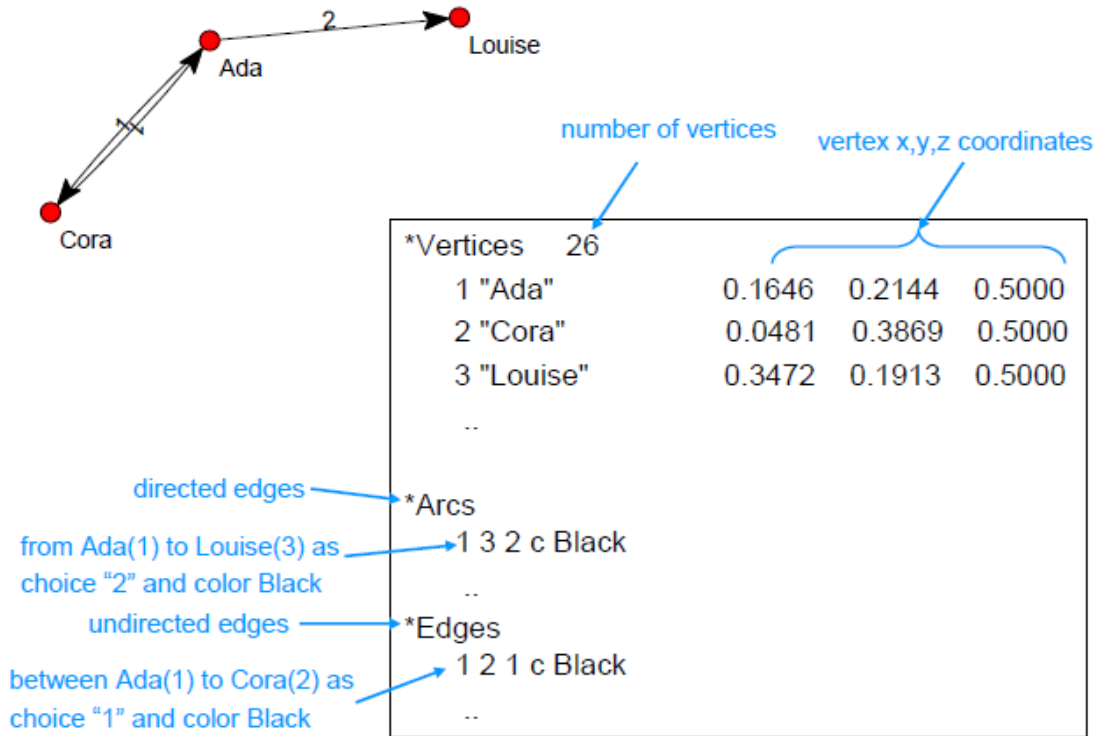 2
Louise
Ada
1
Cora
number of vertices
vertex x,y,z coordinates
*Vertices 26
1 "Ada" 0.1646 0.2144 0.5000
2 "Cora" 0.0481 0.3869 0.5000
3 "Louise" 0.3472 0.1913 0.5000
..
directed edges
*Arcs
from Ada(1) to Louise(3) as
choice “2” and color Black
1 3 2 c Black
..
undirected edges
*Edges
between Ada(1) to Cora(2) as
choice “1” and color Black
1 2 1 c Black
..